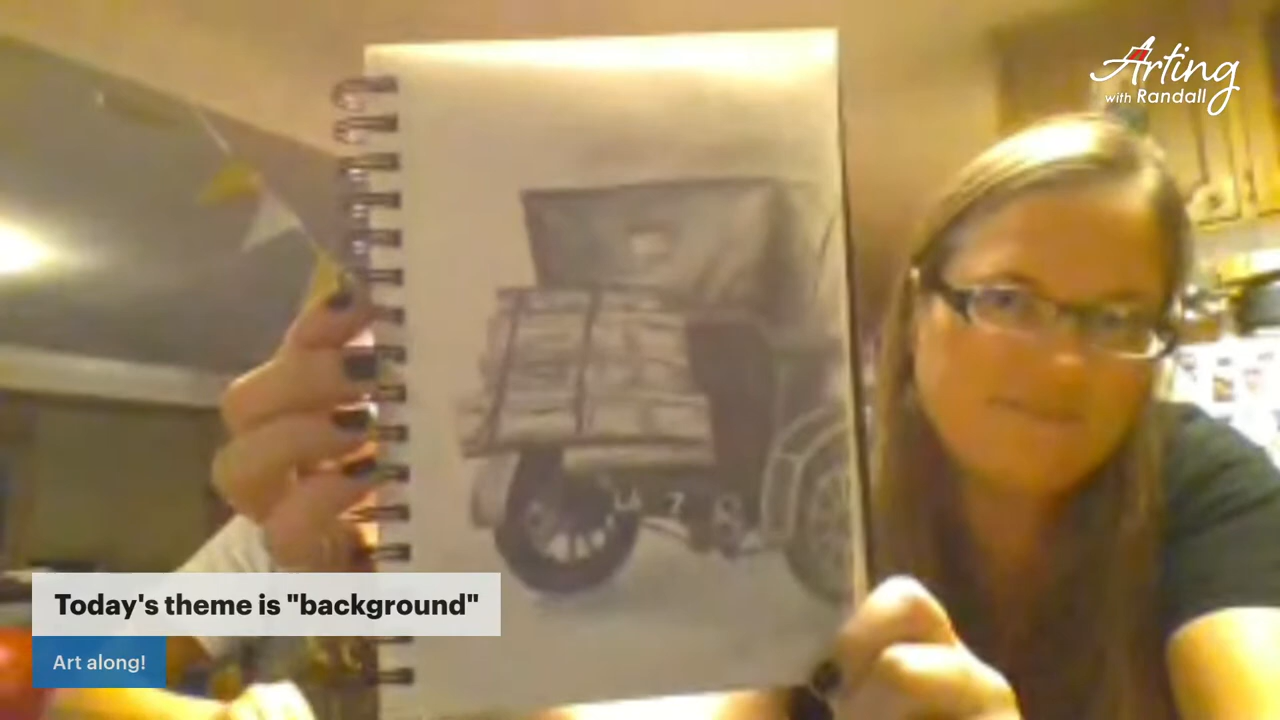 Arting
with Randall
Today's theme is "background"
Art along!